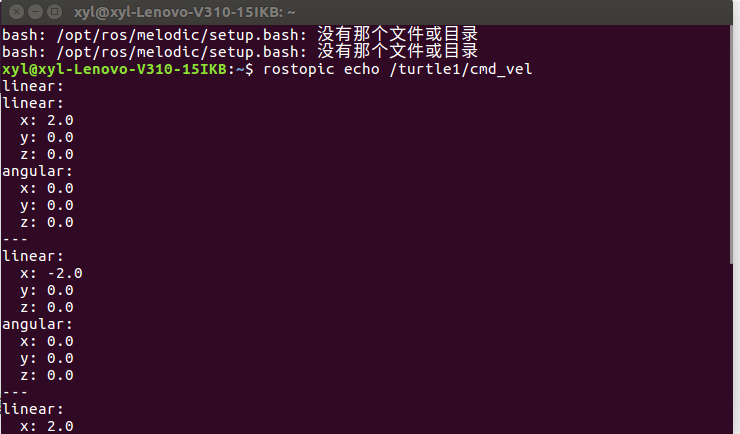 xyl@xyl-Lenovo-V310-15IKB: ~
bash: /opt/ros/melodic/setup.bash: 没有那个文件或目录
bash: /opt/ros/melodic/setup.bash: 没有那个文件或目录
xyl@xyl-Lenovo-V310-15IKB:~$ rostopic echo /turtle1/cmd_vel
linear:
linear:
  x: 2.0
  y: 0.0
  z: 0.0
angular:
  x: 0.0
  y: 0.0
  z: 0.0
---
linear:
  x: -2.0
  y: 0.0
  z: 0.0
angular:
  x: 0.0
  y: 0.0
  z: 0.0
---
linear:
  x: 2.0